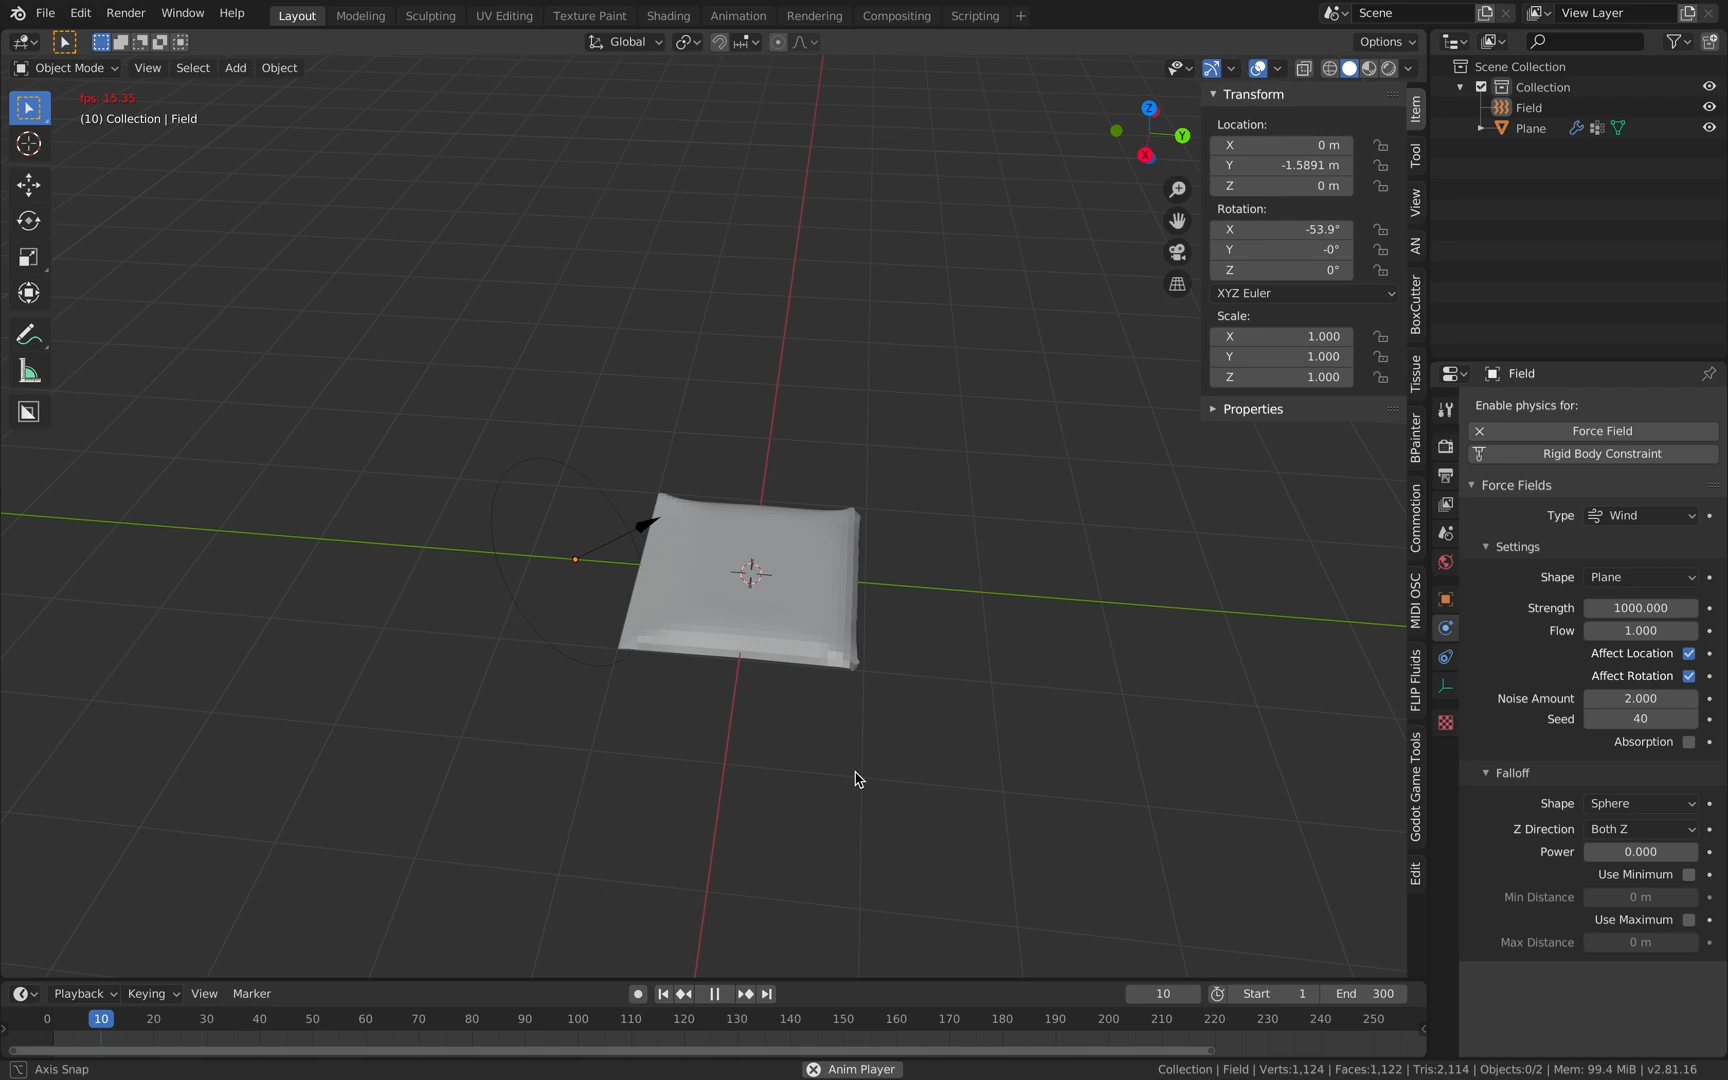 File Edit Render Window Help Layout Modeling Sculpting UV Editing Texture Paint Shading Animation Rendering Compositing Scripting + Scene View Layer
Global Options
Object Mode View Select Add Object
fps: 15.35
(10) Collection | Field
Z
Y
X
Transform
Location:
X 0 m
Y -1.5891 m
Z 0 m
Rotation:
X -53.9°
Y -0°
Z 0°
XYZ Euler
Scale:
X 1.000
Y 1.000
Z 1.000
Properties
Item
Tool
View
AN
BoxCutter
Tissue
BPainter
Commotion
MIDI OSC
FLIP Fluids
Godot Game Tools
Edit
Scene Collection
Collection
Field
Plane
Field
Enable physics for:
Force Field
Rigid Body Constraint
Force Fields
Type Wind
Settings
Shape Plane
Strength 1000.000
Flow 1.000
Affect Location
Affect Rotation
Noise Amount 2.000
Seed 40
Absorption
Falloff
Shape Sphere
Z Direction Both Z
Power 0.000
Use Minimum
Min Distance 0 m
Use Maximum
Max Distance 0 m
Playback Keying View Marker 10 Start 1 End 300
0 10 20 30 40 50 60 70 80 90 100 110 120 130 140 150 160 170 180 190 200 210 220 230 240 250
Axis Snap Anim Player Collection | Field | Verts:1,124 | Faces:1,122 | Tris:2,114 | Objects:0/2 | Mem: 99.4 MiB | v2.81.16